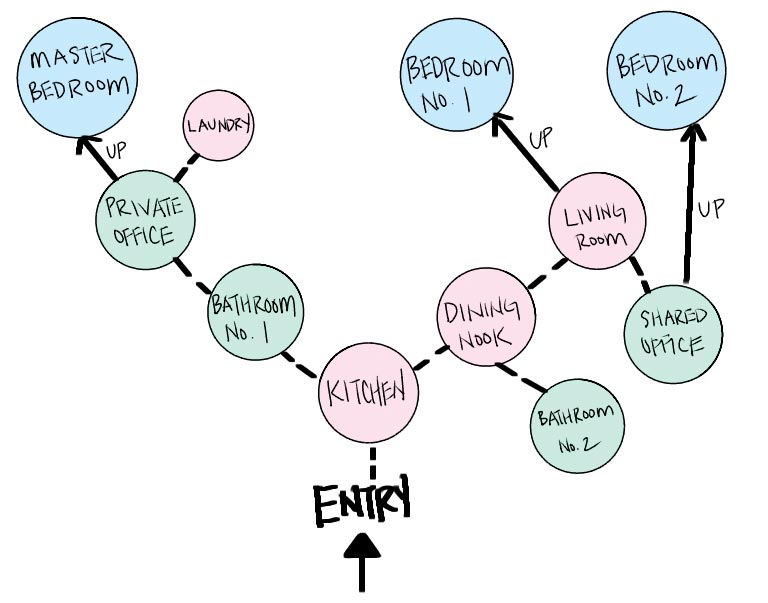 MASTER
BEDROOM
BEDROOM
No. 1
BEDROOM
No. 2
LAUNDRY
UP
UP
UP
PRIVATE
OFFICE
LIVING
ROOM
BATHROOM
No. 1
DINING
NOOK
SHARED
OFFICE
KITCHEN
BATHROOM
No. 2
ENTRY